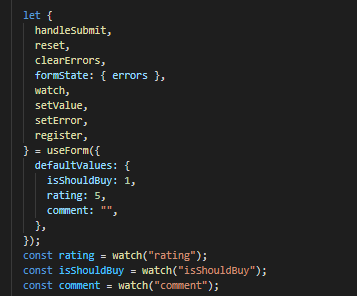 let {
  handleSubmit,
  reset,
  clearErrors,
  formState: { errors },
  watch,
  setValue,
  setError,
  register,
} = useForm({
  defaultValues: {
    isShouldBuy: 1,
    rating: 5,
    comment: "",
  },
});
const rating = watch("rating");
const isShouldBuy = watch("isShouldBuy");
const comment = watch("comment");